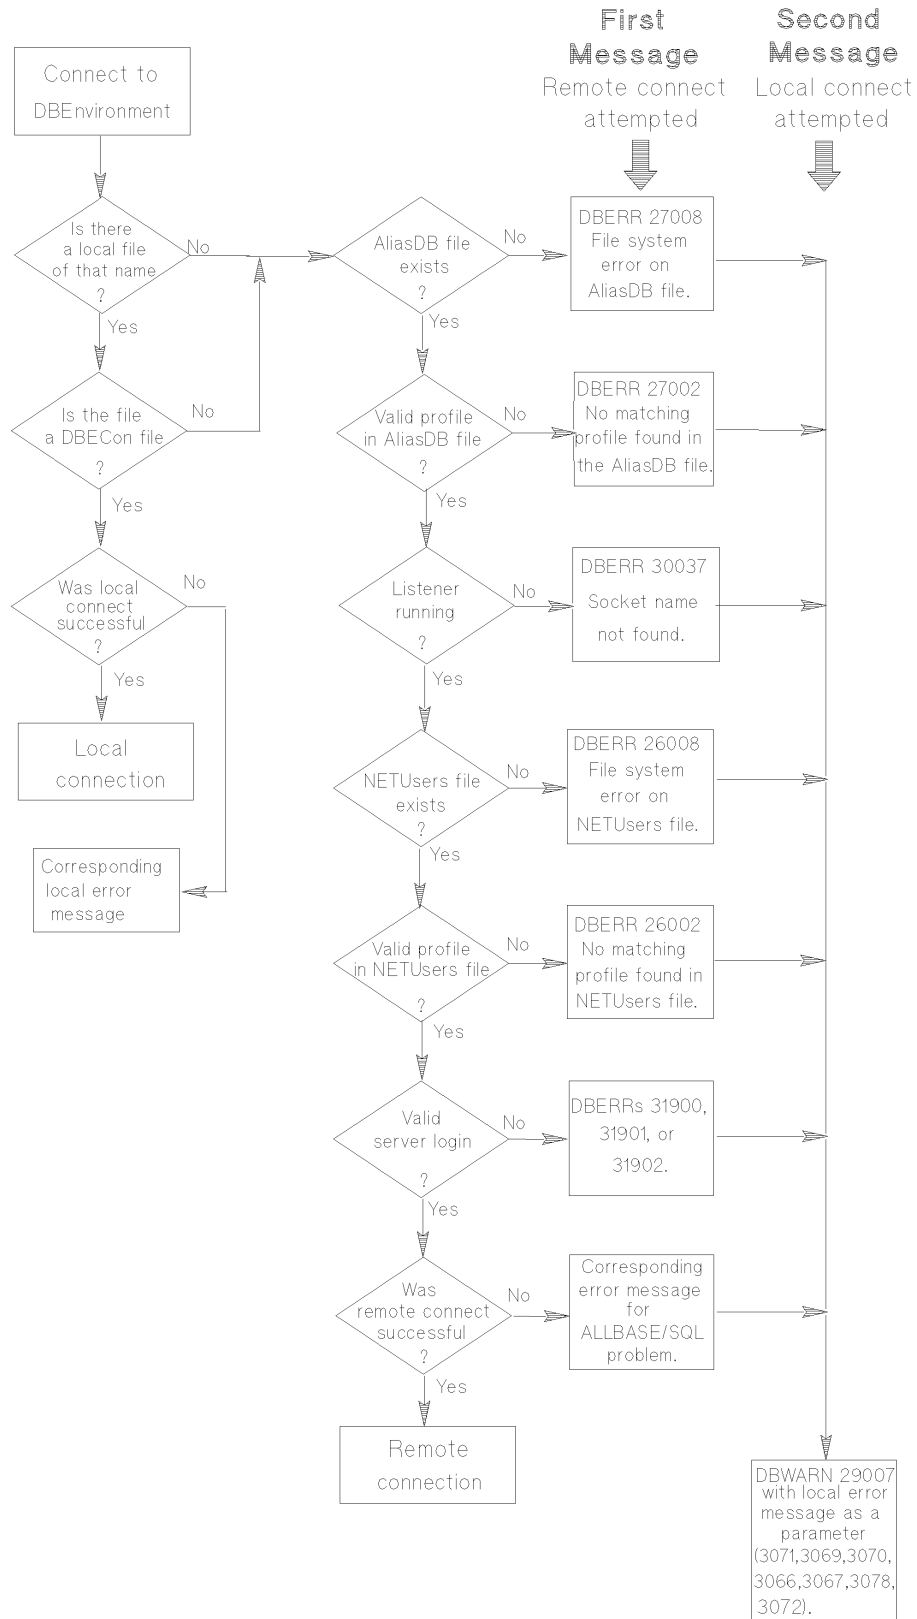 First
Message
Remote connect
attempted
Second
Message
Local connect
attempted
Connect to
DBEnvironment
Is there
a local file
of that name
?
No
Yes
Is the file
a DBECon file
?
No
Yes
Was local
connect
successful
?
No
Yes
Local
connection
Corresponding
local error
message
AliasDB file
exists
?
No
Yes
DBERR 27008
File system
error on
AliasDB file.
Valid profile
in AliasDB file
?
No
Yes
DBERR 27002
No matching
profile found in
the AliasDB file.
Listener
running
?
No
Yes
DBERR 30037
Socket name
not found.
NETUsers file
exists
?
No
Yes
DBERR 26008
File system
error on
NETUsers file.
Valid profile
in NETUsers file
?
No
Yes
DBERR 26002
No matching
profile found in
NETUsers file.
Valid
server login
?
No
Yes
DBERRs 31900,
31901, or
31902.
Was
remote connect
successful
?
No
Yes
Corresponding
error message
for
ALLBASE/SQL
problem.
Remote
connection
DBWARN 29007
with local error
message as a
parameter
(3071,3069,3070,
3066,3067,3078,
3072).